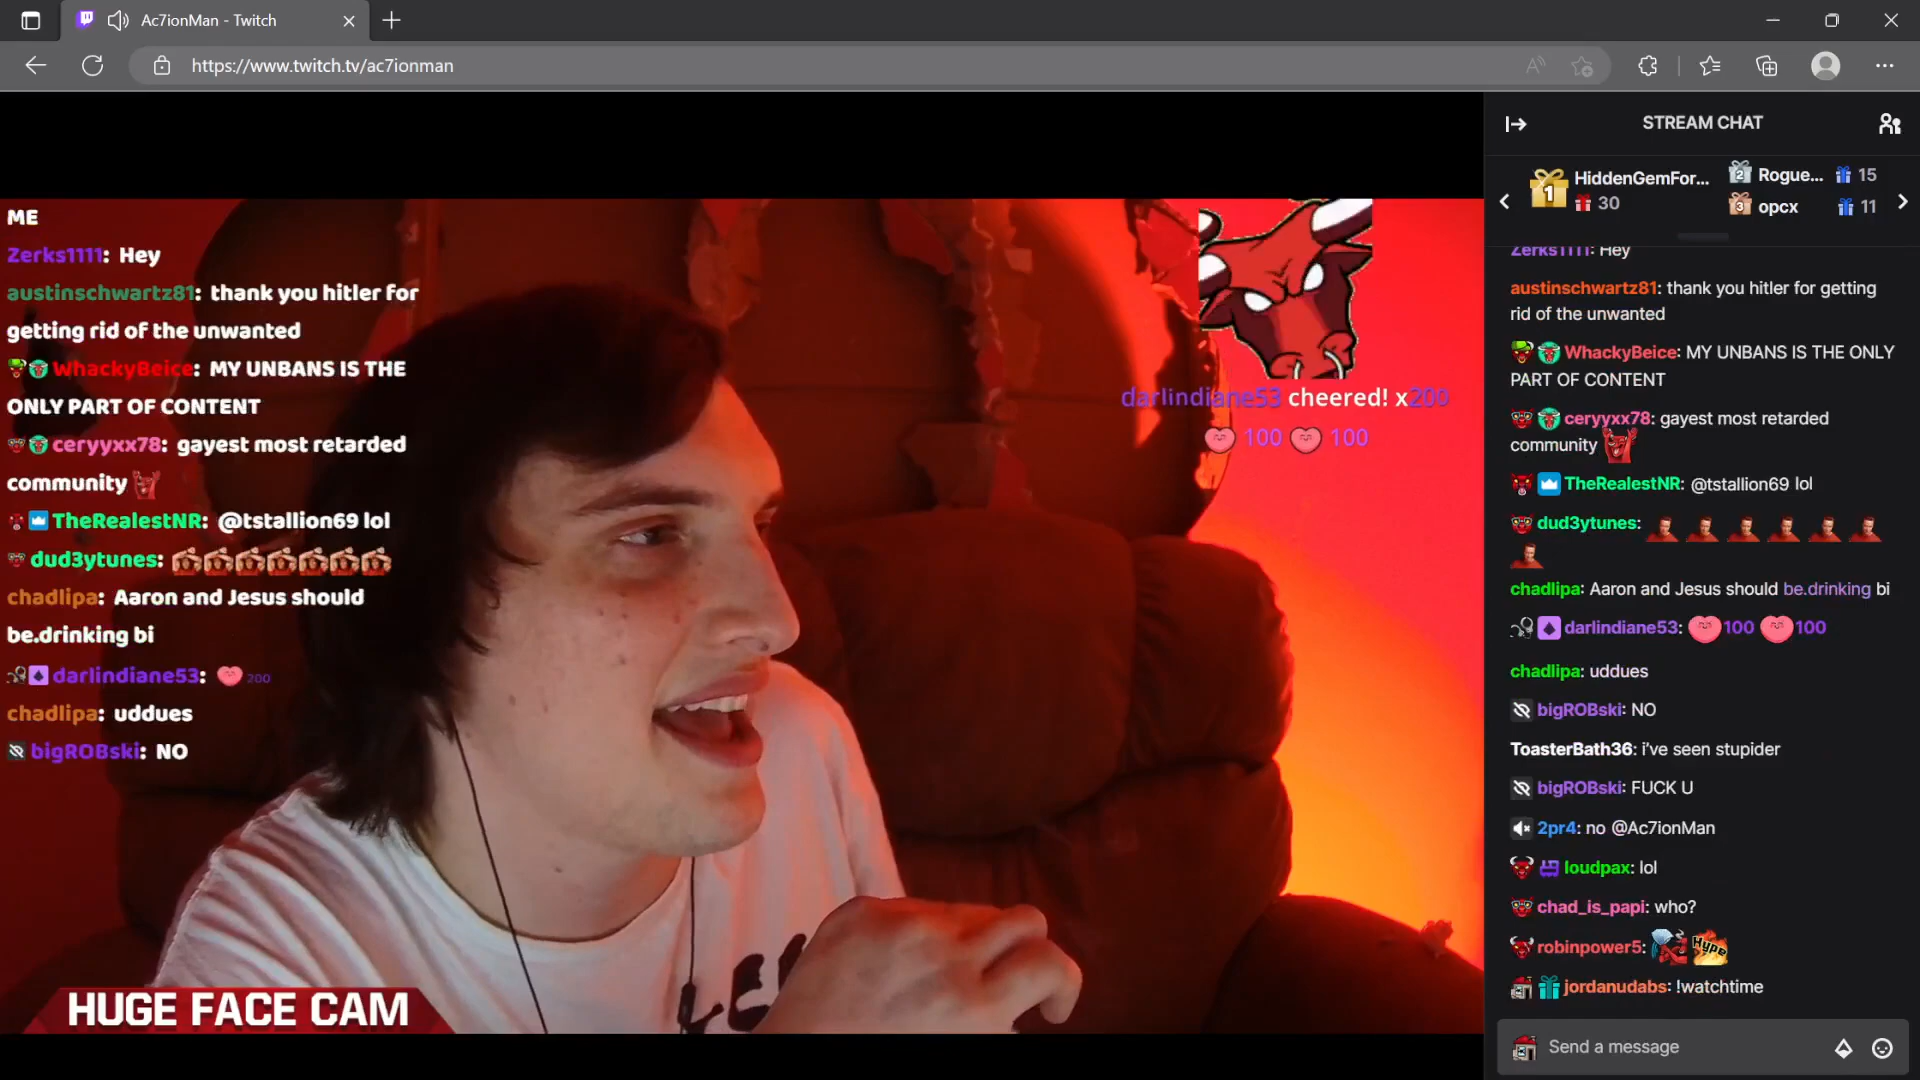 Ac7ionMan - Twitch
https://www.twitch.tv/ac7ionman
ME
Zerks1111: Hey
austinschwartz81: thank you hitler for
getting rid of the unwanted
WhackyBeice: MY UNBANS IS THE
ONLY PART OF CONTENT
ceryyxx78: gayest most retarded
community
TheRealestNR: @tstallion69 lol
dud3ytunes:
chadlipa: Aaron and Jesus should
be.drinking bi
darlindiane53: 200
chadlipa: uddues
bigROBski: NO
darlindiane53 cheered! x200
100 100
HUGE FACE CAM
STREAM CHAT
1 HiddenGemFor...
30
2 Rogue... 15
3 opcx 11
Zerks1111: Hey
austinschwartz81: thank you hitler for getting
rid of the unwanted
WhackyBeice: MY UNBANS IS THE ONLY
PART OF CONTENT
ceryyxx78: gayest most retarded
community
TheRealestNR: @tstallion69 lol
dud3ytunes:
chadlipa: Aaron and Jesus should be.drinking bi
darlindiane53: 100 100
chadlipa: uddues
bigROBski: NO
ToasterBath36: i've seen stupider
bigROBski: FUCK U
2pr4: no @Ac7ionMan
loudpax: lol
chad_is_papi: who?
robinpower5: Hype
jordanudabs: !watchtime
Send a message